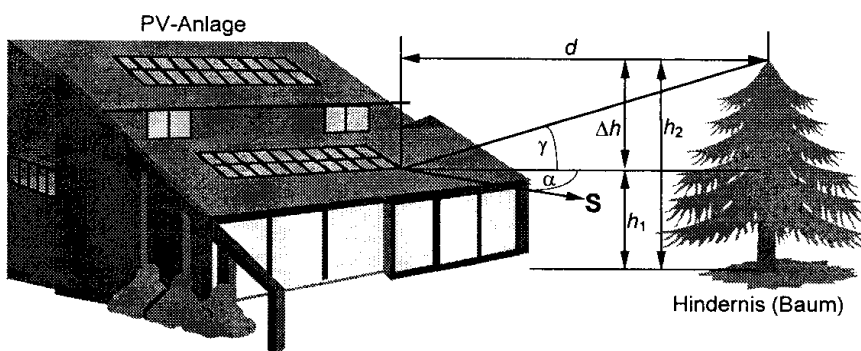 PV-Anlage
d
Δh
h₂
γ
α
S
h₁
Hindernis (Baum)